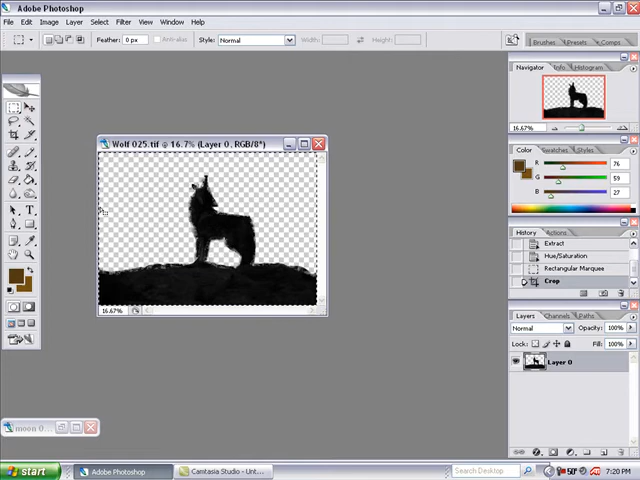 Adobe Photoshop
File Edit Image Layer Select Filter View Window Help
Feather: 0 px Anti-alias Style: Normal Width: Height: Brushes Presets Comps
Navigator Info Histogram
16.67%
Color Swatches Styles
R 76
G 59
B 27
Wolf 025.tif @ 16.7% (Layer 0, RGB/8*)
16.67%
History Actions
Extract
Hue/Saturation
Rectangular Marquee
Crop
Layers Channels Paths
Normal Opacity: 100%
Lock: Fill: 100%
Layer 0
moon 0...
start Adobe Photoshop Camtasia Studio - Unt... Search Desktop 50° 7:20 PM